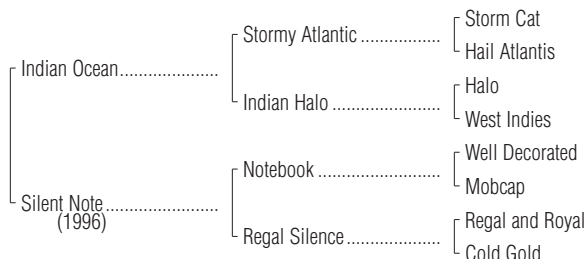 Storm Cat
Stormy Atlantic ....................
Hail Atlantis
Indian Ocean.........................
Halo
Indian Halo ...........................
West Indies
Well Decorated
Notebook ..............................
Mobcap
Silent Note .............................
(1996)
Regal and Royal
Regal Silence ........................
Cold Gold